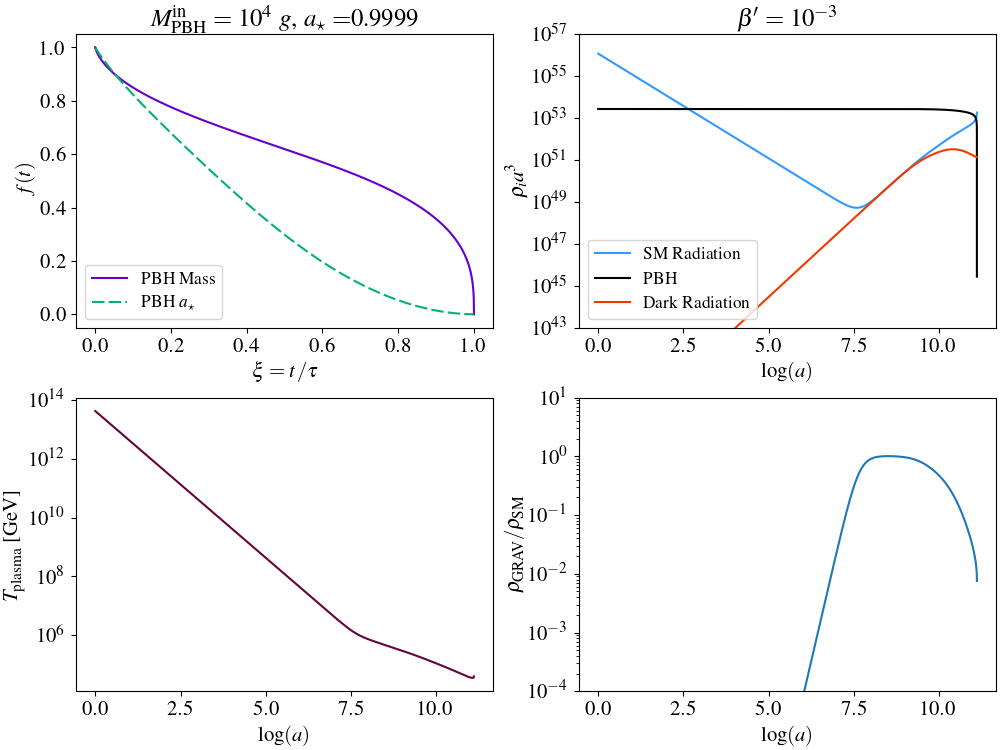 M_PBH^in = 10^4 g, a⋆ =0.9999
1.0
0.8
0.6
0.4
0.2
0.0
f(t)
PBH Mass
PBH a⋆
0.0 0.2 0.4 0.6 0.8 1.0
ξ = t/τ
β′ = 10^−3
10^57
10^55
10^53
10^51
10^49
10^47
10^45
10^43
ρ_i a^3
SM Radiation
PBH
Dark Radiation
0.0 2.5 5.0 7.5 10.0
log(a)
10^14
10^12
10^10
10^8
10^6
T_plasma [GeV]
0.0 2.5 5.0 7.5 10.0
log(a)
10^1
10^0
10^−1
10^−2
10^−3
10^−4
ρ_GRAV/ρ_SM
0.0 2.5 5.0 7.5 10.0
log(a)